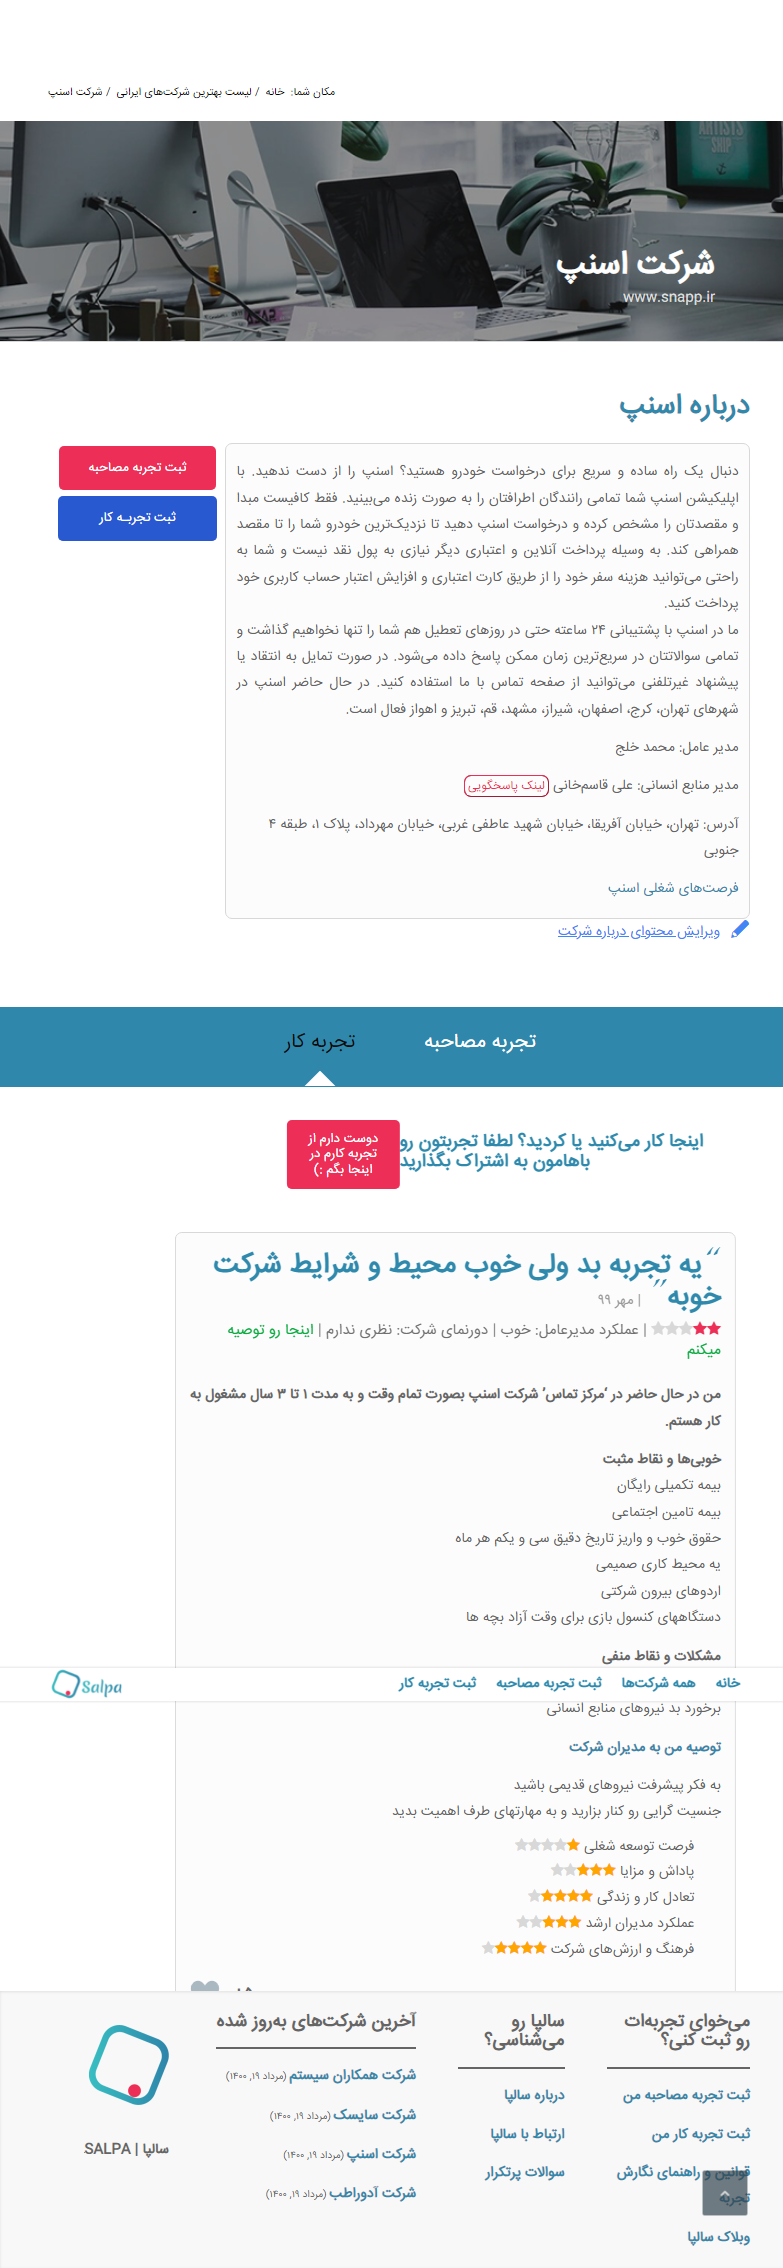 مکان شما: خانه / لیست بهترین شرکت‌های ایرانی / شرکت اسنپ
ARTISTS
SHIP
شرکت اسنپ
www.snapp.ir
درباره اسنپ
ثبت تجربه مصاحبه
ثبت تجربـه کار
دنبال یک راه ساده و سریع برای درخواست خودرو هستید؟ اسنپ را از دست ندهید. با
اپلیکیشن اسنپ شما تمامی رانندگان اطرافتان را به صورت زنده می‌بینید. فقط کافیست مبدا
و مقصدتان را مشخص کرده و درخواست اسنپ دهید تا نزدیک‌ترین خودرو شما را تا مقصد
همراهی کند. به وسیله پرداخت آنلاین و اعتباری دیگر نیازی به پول نقد نیست و شما به
راحتی می‌توانید هزینه سفر خود را از طریق کارت اعتباری و افزایش اعتبار حساب کاربری خود
پرداخت کنید.
ما در اسنپ با پشتیبانی ۲۴ ساعته حتی در روزهای تعطیل هم شما را تنها نخواهیم گذاشت و
تمامی سوالاتتان در سریع‌ترین زمان ممکن پاسخ داده می‌شود. در صورت تمایل به انتقاد یا
پیشنهاد غیرتلفنی می‌توانید از صفحه تماس با ما استفاده کنید. در حال حاضر اسنپ در
شهرهای تهران، کرج، اصفهان، شیراز، مشهد، قم، تبریز و اهواز فعال است.
مدیر عامل: محمد خلج
مدیر منابع انسانی: علی قاسم‌خانی لینک پاسخگویی
آدرس: تهران، خیابان آفریقا، خیابان شهید عاطفی غربی، خیابان مهرداد، پلاک ۱، طبقه ۴
جنوبی
فرصت‌های شغلی اسنپ
ویرایش محتوای درباره شرکت
تجربه مصاحبه
تجربه کار
اینجا کار می‌کنید یا کردید؟ لطفا تجربتون رو
باهامون به اشتراک بگذارید
دوست دارم از
تجربه کارم در
اینجا بگم :)
“یه تجربه بد ولی خوب محیط و شرایط شرکت
خوبه” | مهر ۹۹
| عملکرد مدیرعامل: خوب | دورنمای شرکت: نظری ندارم | اینجا رو توصیه
میکنم
من در حال حاضر در ‘مرکز تماس’ شرکت اسنپ بصورت تمام وقت و به مدت ۱ تا ۳ سال مشغول به
کار هستم.
خوبی‌ها و نقاط مثبت
بیمه تکمیلی رایگان
بیمه تامین اجتماعی
حقوق خوب و واریز تاریخ دقیق سی و یکم هر ماه
یه محیط کاری صمیمی
اردوهای بیرون شرکتی
دستگاههای کنسول بازی برای وقت آزاد بچه ها
مشکلات و نقاط منفی
خانه
همه شرکت‌ها
ثبت تجربه مصاحبه
ثبت تجربه کار
Salpa
برخورد بد نیروهای منابع انسانی
توصیه من به مدیران شرکت
به فکر پیشرفت نیروهای قدیمی باشید
جنسیت گرایی رو کنار بزارید و به مهارتهای طرف اهمیت بدید
فرصت توسعه شغلی
پاداش و مزایا
تعادل کار و زندگی
عملکرد مدیران ارشد
فرهنگ و ارزش‌های شرکت
می‌خوای تجربه‌ات
رو ثبت کنی؟
ثبت تجربه مصاحبه من
ثبت تجربه کار من
قوانین و راهنمای نگارش
تجربه
وبلاگ سالپا
سالپا رو
می‌شناسی؟
درباره سالپا
ارتباط با سالپا
سوالات پرتکرار
آخرین شرکت‌های به‌روز شده
شرکت همکاران سیستم (مرداد ۱۹, ۱۴۰۰)
شرکت سایسک (مرداد ۱۹, ۱۴۰۰)
شرکت اسنپ (مرداد ۱۹, ۱۴۰۰)
شرکت آدوراطب (مرداد ۱۹, ۱۴۰۰)
سالپا | SALPA